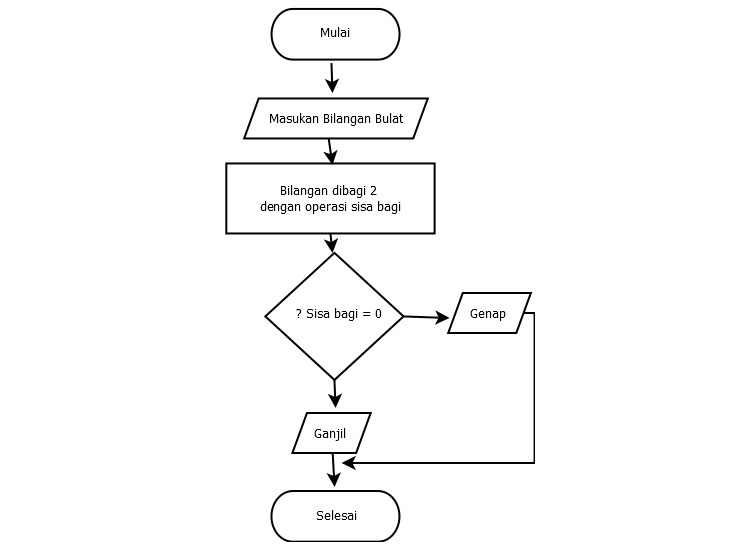 Mulai
Masukan Bilangan Bulat
Bilangan dibagi 2
dengan operasi sisa bagi
? Sisa bagi = 0
Genap
Ganjil
Selesai